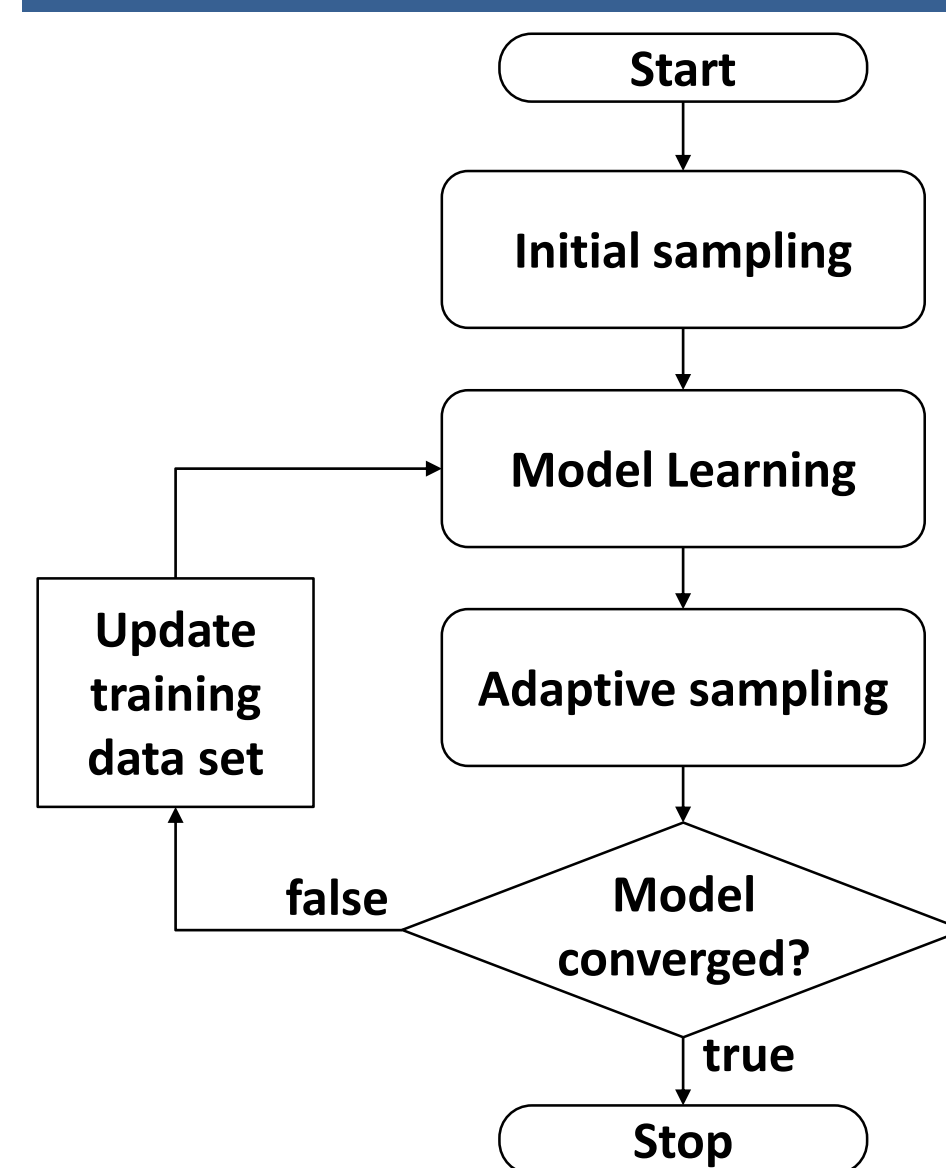 Start
Initial sampling
Model Learning
Adaptive sampling
Update
training
data set
false
Model
converged?
true
Stop